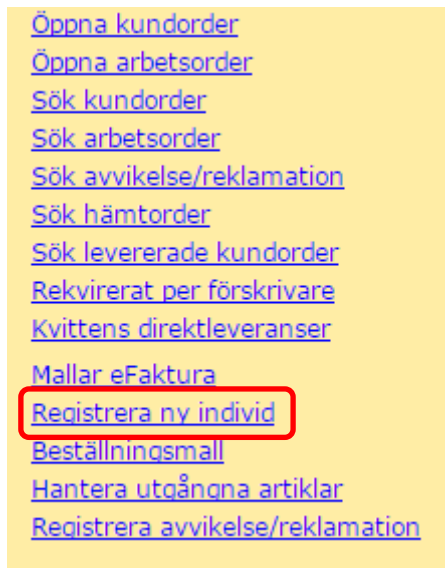 Öppna kundorder
Öppna arbetsorder
Sök kundorder
Sök arbetsorder
Sök avvikelse/reklamation
Sök hämtorder
Sök levererade kundorder
Rekvirerat per förskrivare
Kvittens direktleveranser
Mallar eFaktura
Registrera ny individ
Beställningsmall
Hantera utgångna artiklar
Registrera avvikelse/reklamation